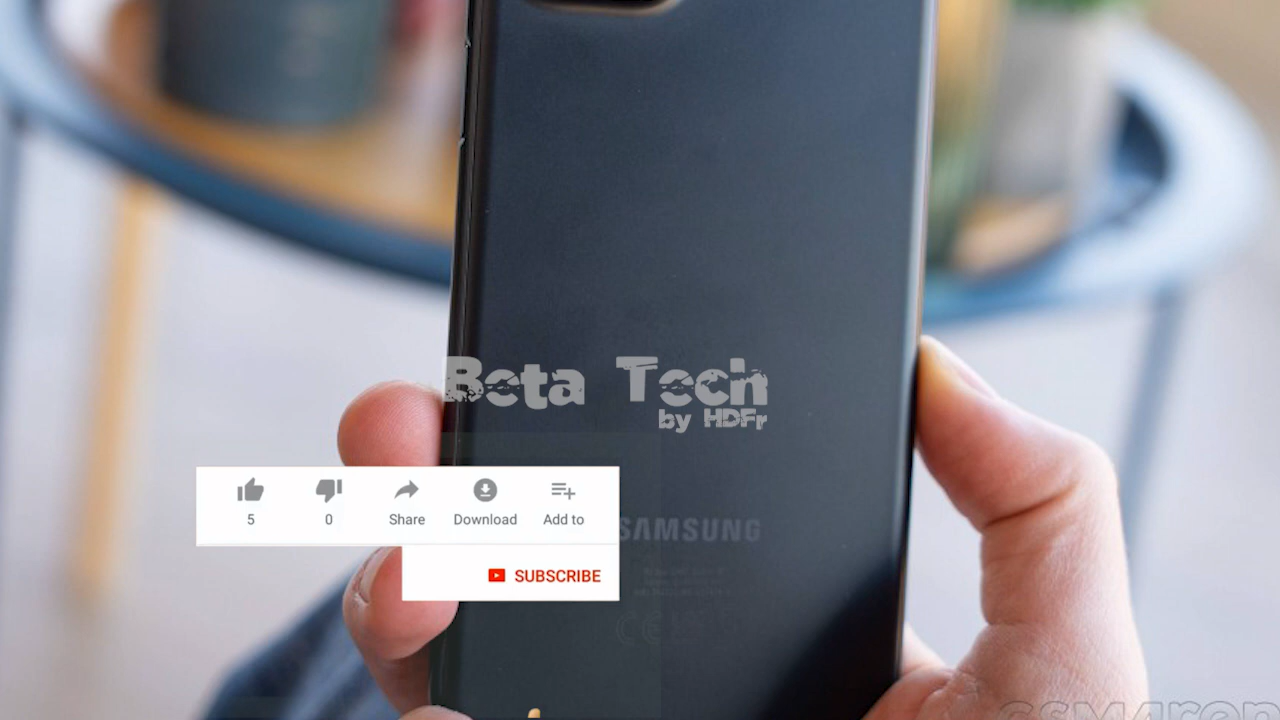 Beta Tech
by HDFr
5
0
Share
Download
Add to
SAMSUNG
SUBSCRIBE